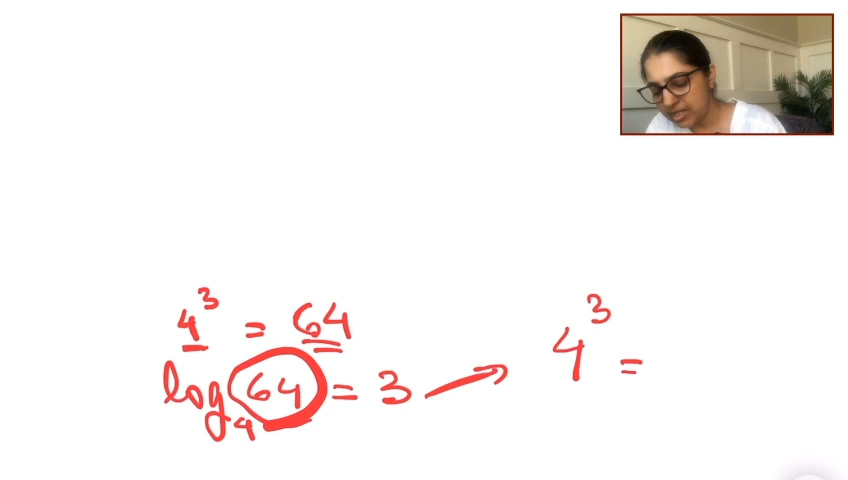 4³ = 64
log₄ 64 = 3 → 4³ =